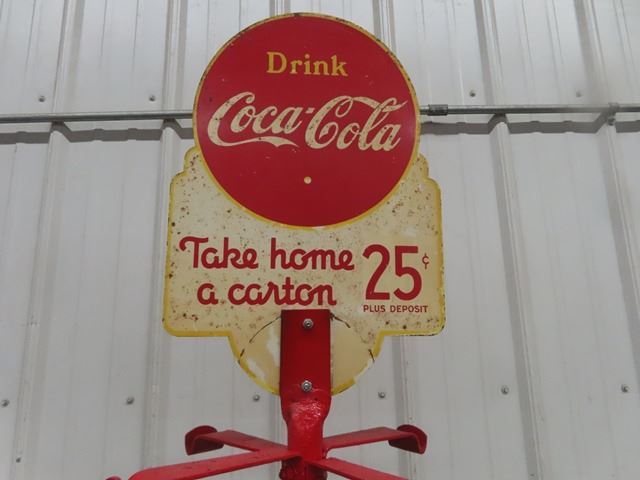 Drink
Coca-Cola
Take home
a carton
25¢
PLUS DEPOSIT